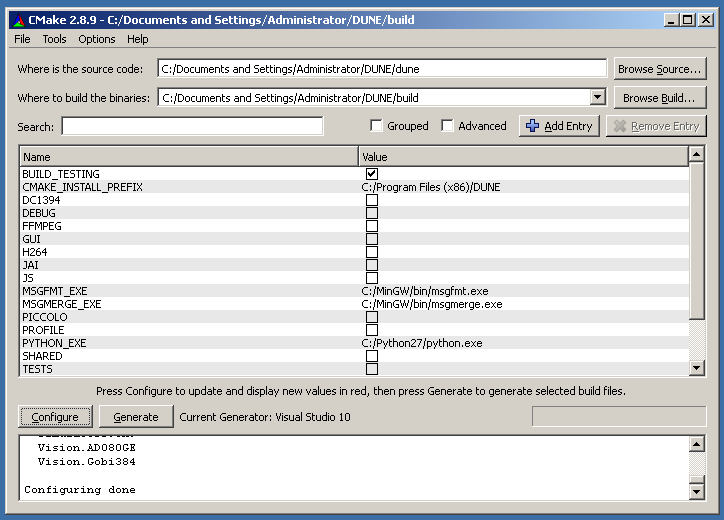 CMake 2.8.9 - C:/Documents and Settings/Administrator/DUNE/build
File Tools Options Help
Where is the source code: C:/Documents and Settings/Administrator/DUNE/dune Browse Source...
Where to build the binaries: C:/Documents and Settings/Administrator/DUNE/build Browse Build...
Search: Grouped Advanced Add Entry Remove Entry
Name Value
BUILD_TESTING
CMAKE_INSTALL_PREFIX C:/Program Files (x86)/DUNE
DC1394
DEBUG
FFMPEG
GUI
H264
JAI
JS
MSGFMT_EXE C:/MinGW/bin/msgfmt.exe
MSGMERGE_EXE C:/MinGW/bin/msgmerge.exe
PICCOLO
PROFILE
PYTHON_EXE C:/Python27/python.exe
SHARED
TESTS
Press Configure to update and display new values in red, then press Generate to generate selected build files.
Configure Generate Current Generator: Visual Studio 10
Vision.AD080GE
Vision.Gobi384
Configuring done